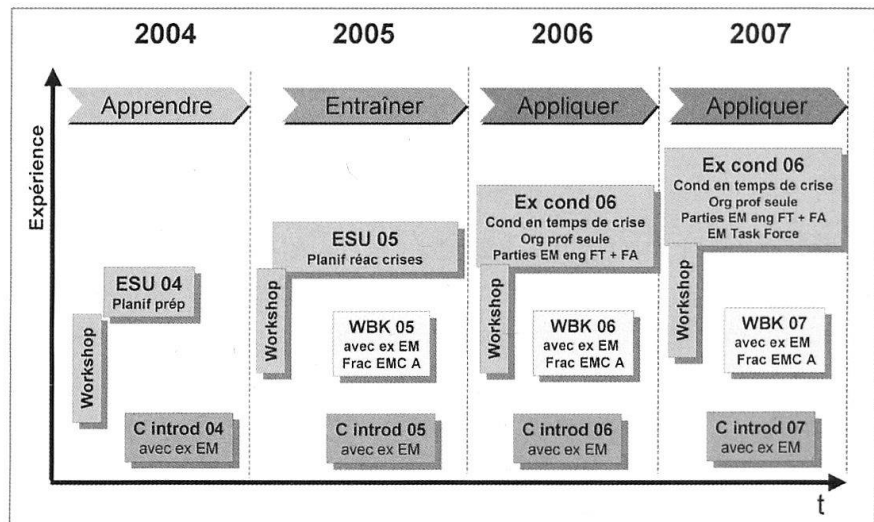 2004
2005
2006
2007
Apprendre
Entraîner
Appliquer
Appliquer
Expérience
Workshop
ESU 04
Planif prép
C introd 04
avec ex EM
Workshop
ESU 05
Planif réac crises
WBK 05
avec ex EM
Frac EMC A
C introd 05
avec ex EM
Workshop
Ex cond 06
Cond en temps de crise
Org prof seule
Parties EM eng FT + FA
WBK 06
avec ex EM
Frac EMC A
C introd 06
avec ex EM
Workshop
Ex cond 06
Cond en temps de crise
Org prof seule
Parties EM eng FT + FA
EM Task Force
WBK 07
avec ex EM
Frac EMC A
C introd 07
avec ex EM
t